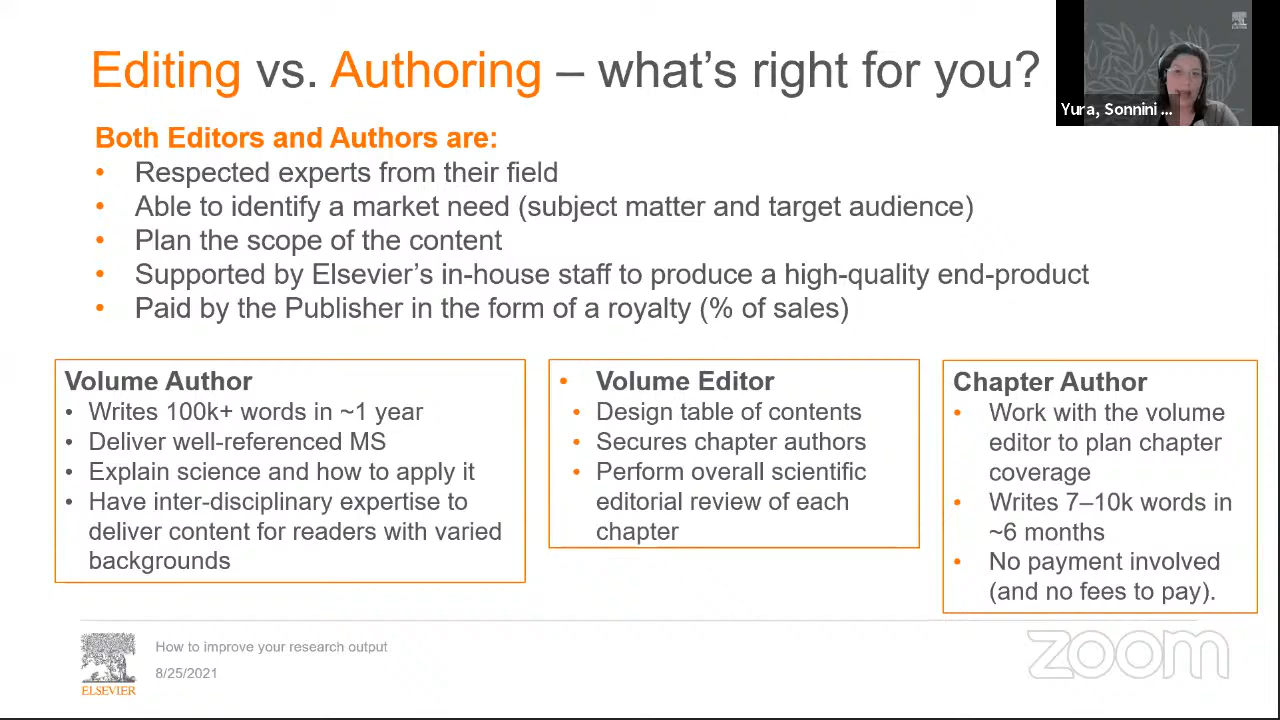 Editing vs. Authoring – what's right for you?
Yura, Sonnini ...
Both Editors and Authors are:
• Respected experts from their field
• Able to identify a market need (subject matter and target audience)
• Plan the scope of the content
• Supported by Elsevier's in-house staff to produce a high-quality end-product
• Paid by the Publisher in the form of a royalty (% of sales)
Volume Author
• Writes 100k+ words in ~1 year
• Deliver well-referenced MS
• Explain science and how to apply it
• Have inter-disciplinary expertise to
deliver content for readers with varied
backgrounds
• Volume Editor
• Design table of contents
• Secures chapter authors
• Perform overall scientific
editorial review of each
chapter
Chapter Author
• Work with the volume
editor to plan chapter
coverage
• Writes 7–10k words in
~6 months
• No payment involved
(and no fees to pay).
How to improve your research output
8/25/2021
ELSEVIER
zoom